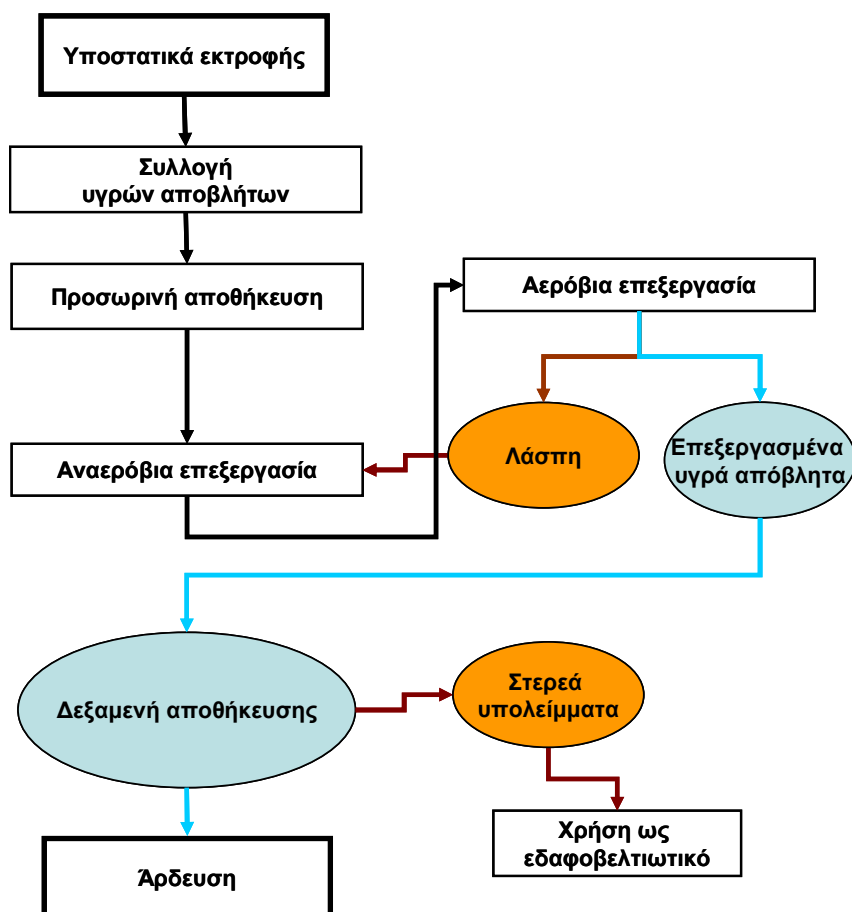 Υποστατικά εκτροφής
Συλλογή
υγρών αποβλήτων
Προσωρινή αποθήκευση
Αερόβια επεξεργασία
Αναερόβια επεξεργασία
Λάσπη
Επεξεργασμένα
υγρά απόβλητα
Δεξαμενή αποθήκευσης
Στερεά
υπολείμματα
Χρήση ως
εδαφοβελτιωτικό
Άρδευση